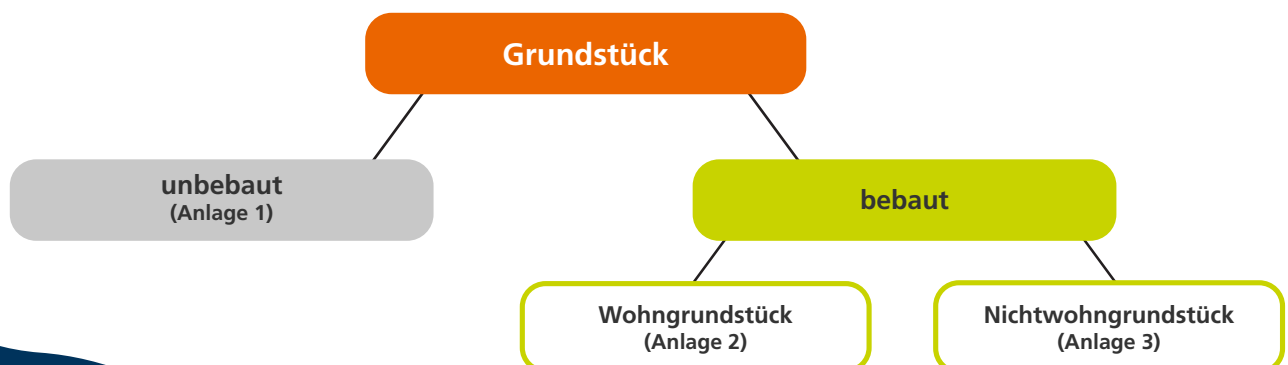 Grundstück
unbebaut
(Anlage 1)
bebaut
Wohngrundstück
(Anlage 2)
Nichtwohngrundstück
(Anlage 3)